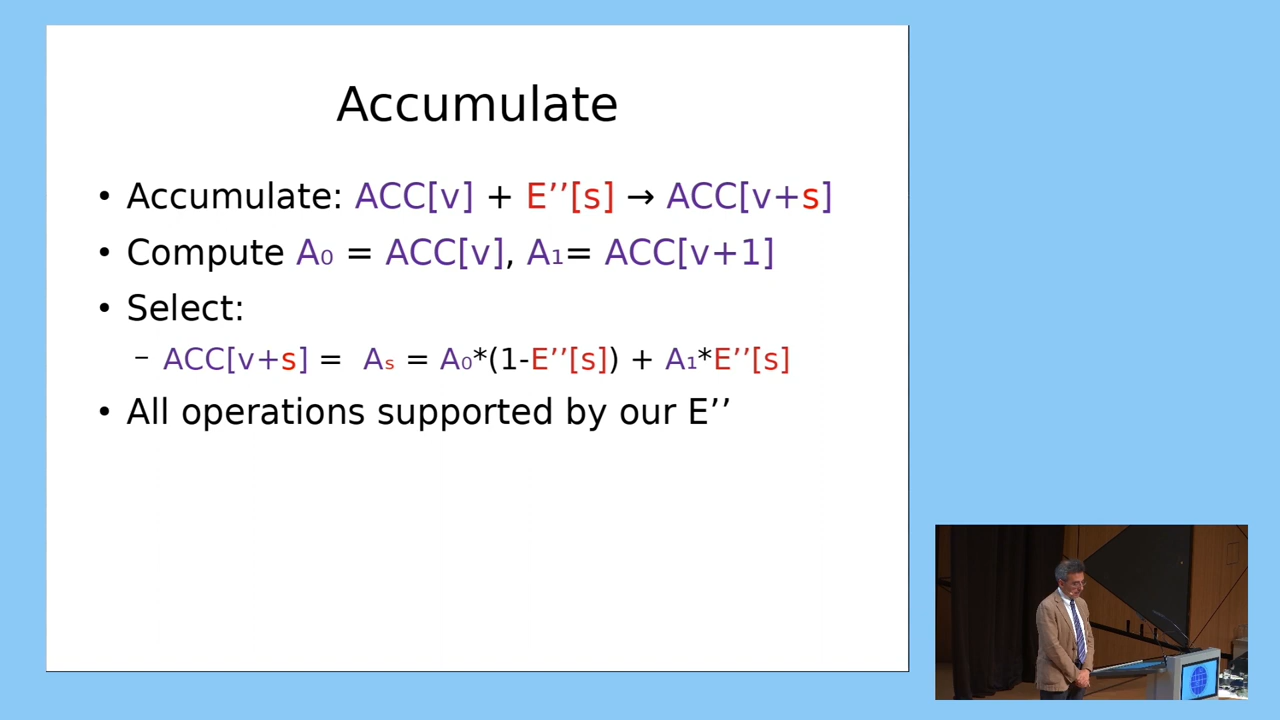 Accumulate
• Accumulate: ACC[v] + E’’[s] → ACC[v+s]
• Compute A₀ = ACC[v], A₁= ACC[v+1]
• Select:
– ACC[v+s] = Aₛ = A₀*(1-E’’[s]) + A₁*E’’[s]
• All operations supported by our E’’